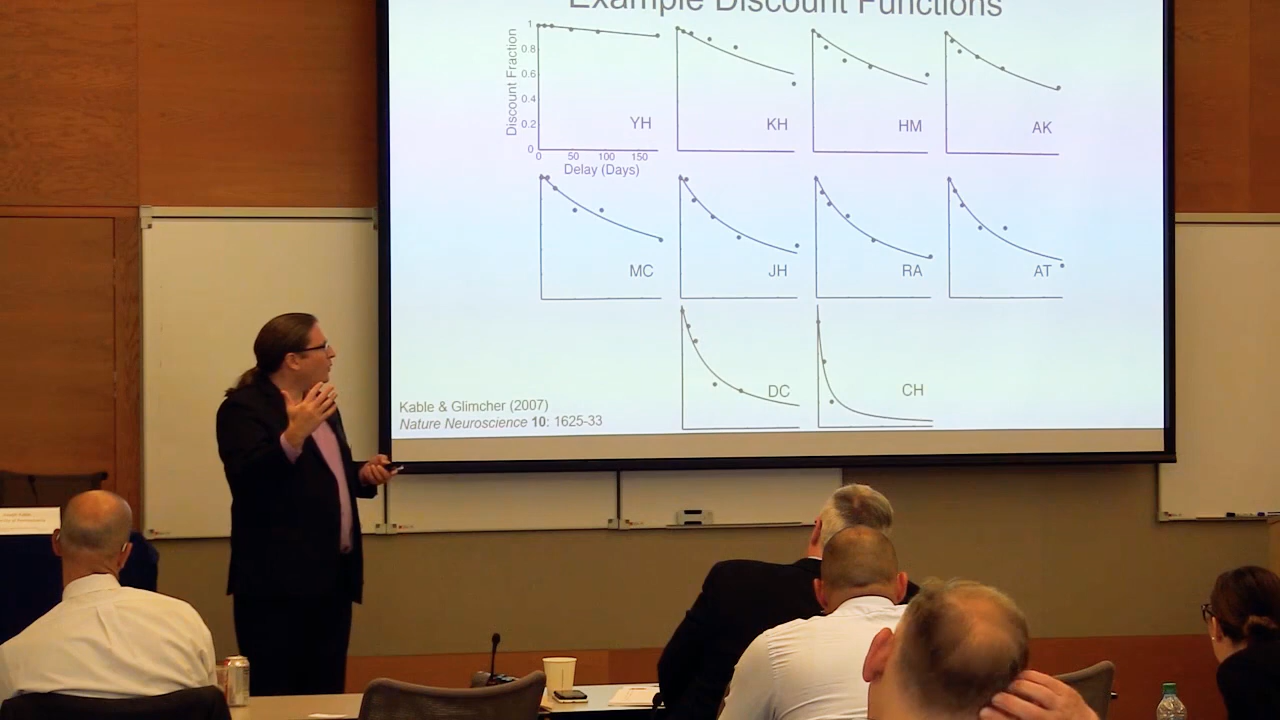 Example Discount Functions
Discount Fraction
1
0.8
0.6
0.4
0.2
0
0 50 100 150
Delay (Days)
YH
KH
HM
AK
MC
JH
RA
AT
DC
CH
Kable & Glimcher (2007)
Nature Neuroscience 10: 1625-33